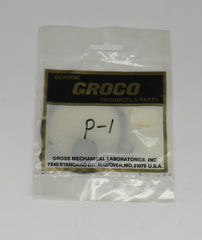 GENUINE
GROCO
PRODUCTS & PARTS
P-1
GROSS MECHANICAL LABORATORIES, INC.
7240 STANDARD DR., HANOVER, MD. 21076 U.S.A.